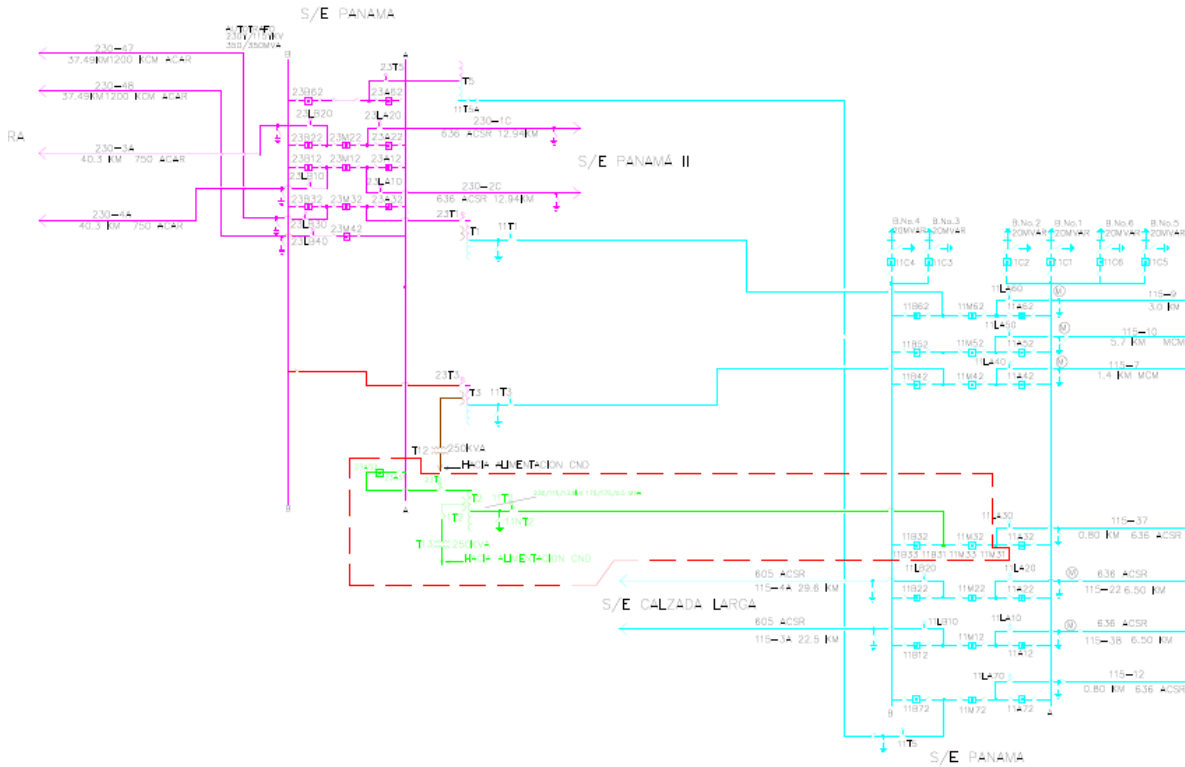 S/E PANAMA
350/350MVA
B
A
230-47
37.49KM1200 KCM ACAR
23T5
T5
230-48
37.49KM1200 KCM ACAR
23B62
23A62
11T5A
23LB20
23LA20
230-1C
636 ACSR 12.94KM
RA
230-3A
40.3 KM 750 ACAR
23B22
23M22
23A22
S/E PANAMÁ II
23B12
23M12
23A12
23LB10
23LA10
230-2C
636 ACSR 12.94KM
23B32
23M32
23A32
230-4A
40.3 KM 750 ACAR
23T1
T1
11T1
23LB30
23M42
23LB40
B.No.4
B.No.3
B.No.2
B.No.1
B.No.6
B.No.5
20MVAR
20MVAR
20MVAR
20MVAR
20MVAR
20MVAR
11C4
11C3
11C2
11C1
11C6
11C5
11LA60
M
115-9
3.0 KM
11B62
11M62
11A62
11LA50
M
115-10
5.7 KM MCM
11B52
11M52
11A52
11LA40
M
115-7
1.4 KM MCM
11B42
11M42
11A42
23T3
T3
11T3
T12
250KVA
HACIA ALIMENTACION CND
T2
11T2
T13
250KVA
HACIA ALIMENTACION CND
B
A
11LA30
115-37
0.80 KM 636 ACSR
11B32
11M32
11A32
11B33
11B31
11M33
11M31
11LB20
11LA20
M
605 ACSR
115-4A 29.6 KM
636 ACSR
115-22 6.50 KM
11B22
11M22
11A22
S/E CALZADA LARGA
605 ACSR
115-3A 22.5 KM
11LB10
11LA10
M
636 ACSR
115-38 6.50 KM
11B12
11M12
11A12
11LA70
115-12
0.80 KM 636 ACSR
11B72
11M72
11A72
B
A
11T5
S/E PANAMA